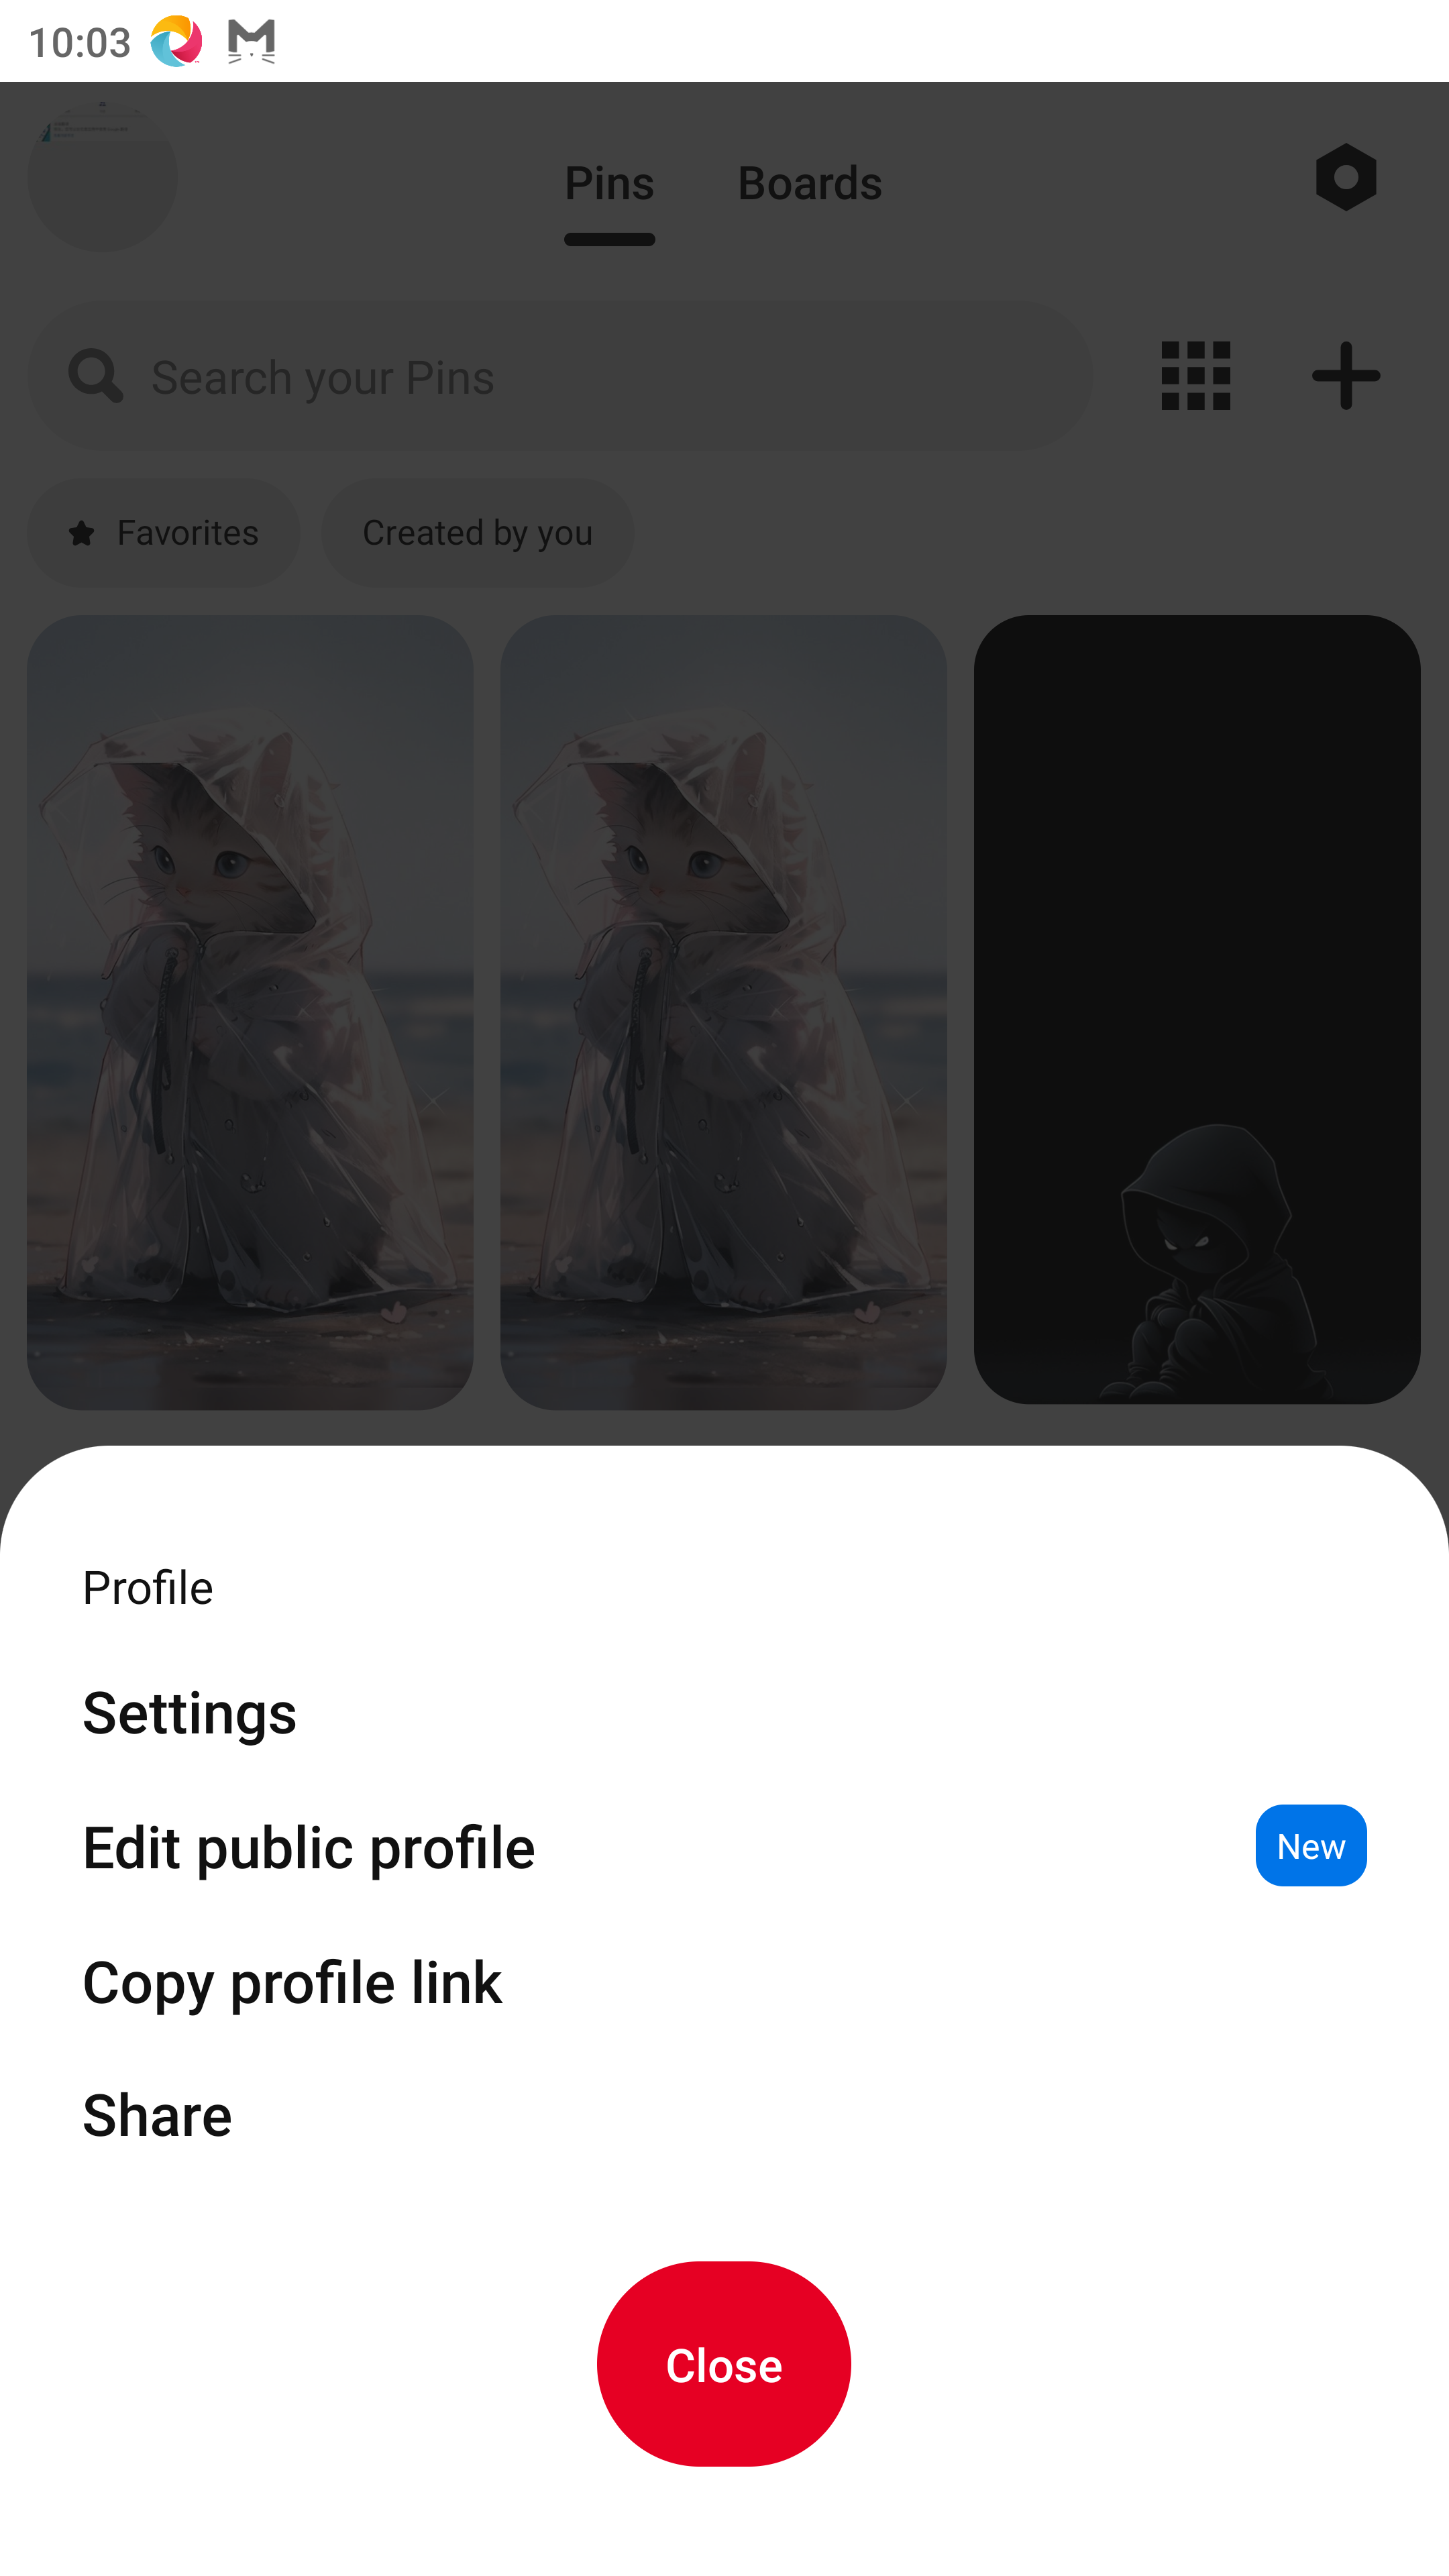 10:03
Pins Boards
Search your Pins
Favorites Created by you
Profile
Settings
Edit public profile New
Copy profile link
Share
Close